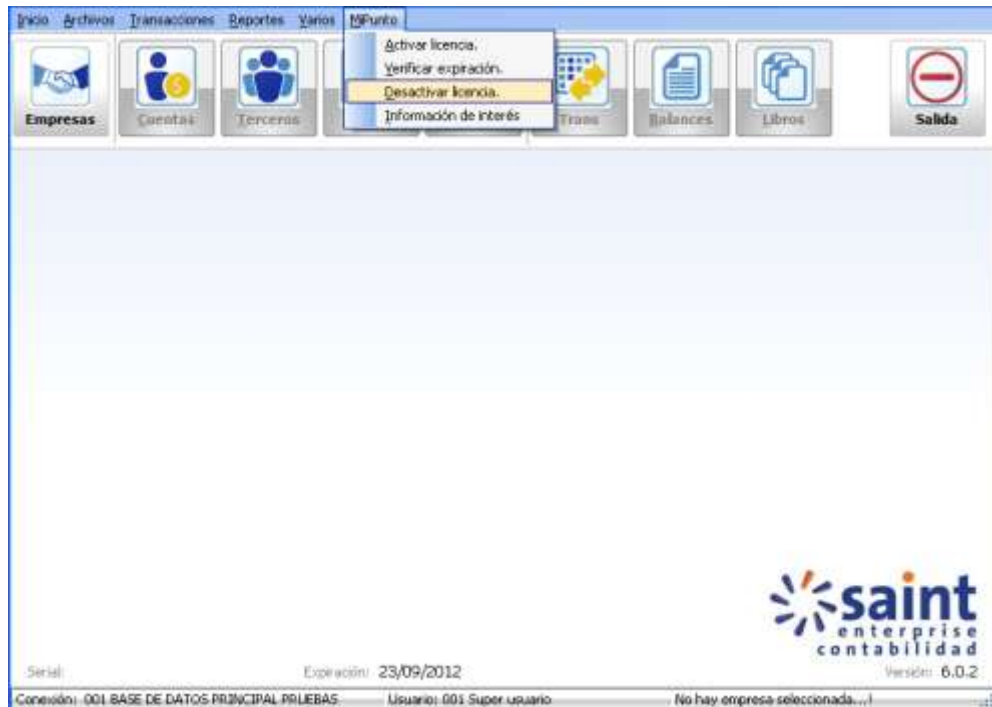 Inicio Archivos Transacciones Reportes Varios MiPunto
Activar licencia.
Verificar expiración.
Desactivar licencia.
Información de interés
Empresas Cuentas Terceros Trans Balances Libros Salida
saint
enterprise
contabilidad
Serial: Expiración: 23/09/2012 Versión: 6.0.2
Conexión: 001 BASE DE DATOS PRINCIPAL PRUEBAS Usuario: 001 Super usuario No hay empresa seleccionada...!